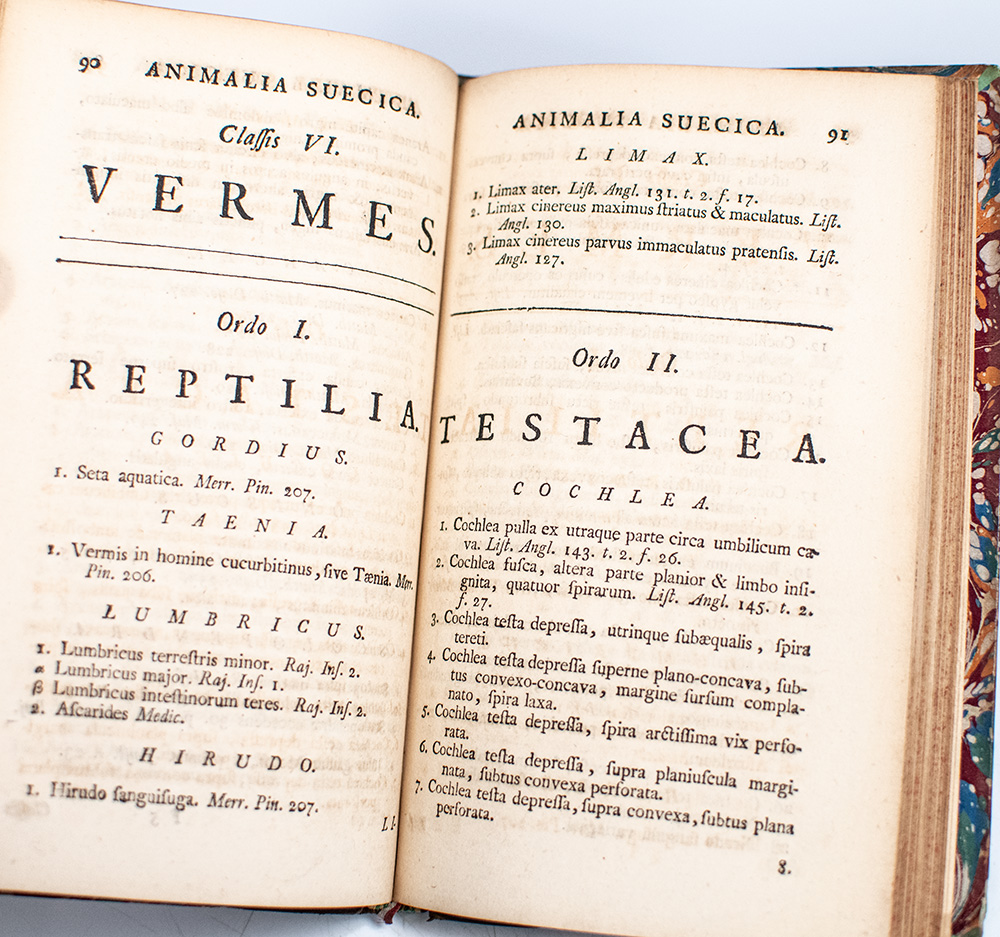 90 ANIMALIA SUECICA.
Claſſis VI.
VERMES.
Ordo I.
REPTILIA.
GORDIUS.
1. Seta aquatica. Merr. Pin. 207.
TAENIA.
1. Vermis in homine cucurbitinus, ſive Tænia. Merr.
Pin. 206.
LUMBRICUS.
1. Lumbricus terreſtris minor. Raj. Inſ. 2.
α Lumbricus major. Raj. Inſ. 1.
β Lumbricus inteſtinorum teres. Raj. Inſ. 2.
2. Aſcarides Medic.
HIRUDO.
1. Hirudo ſanguiſuga. Merr. Pin. 207.
LI-
ANIMALIA SUECICA. 91
LIMAX.
1. Limax ater. Liſt. Angl. 131. t. 2. f. 17.
2. Limax cinereus maximus ſtriatus & maculatus. Liſt.
Angl. 130.
3. Limax cinereus parvus immaculatus pratenſis. Liſt.
Angl. 127.
Ordo II.
TESTACEA.
COCHLEA.
1. Cochlea pulla ex utraque parte circa umbilicum ca-
va. Liſt. Angl. 143. t. 2. f. 26.
2. Cochlea fuſca, altera parte planior & limbo inſi-
gnita, quatuor ſpirarum. Liſt. Angl. 145. t. 2.
f. 27.
3. Cochlea teſta depreſſa, utrinque ſubæqualis, ſpira
tereti.
4. Cochlea teſta depreſſa ſuperne plano-concava, ſub-
tus convexo-concava, margine ſurſum compla-
nato, ſpira laxa.
5. Cochlea teſta depreſſa, ſpira arctiſſima vix perfo-
rata.
6. Cochlea teſta depreſſa, ſupra planiuſcula margi-
nata, ſubtus convexa perforata.
7. Cochlea teſta depreſſa, ſupra convexa, ſubtus plana
perforata.
8.